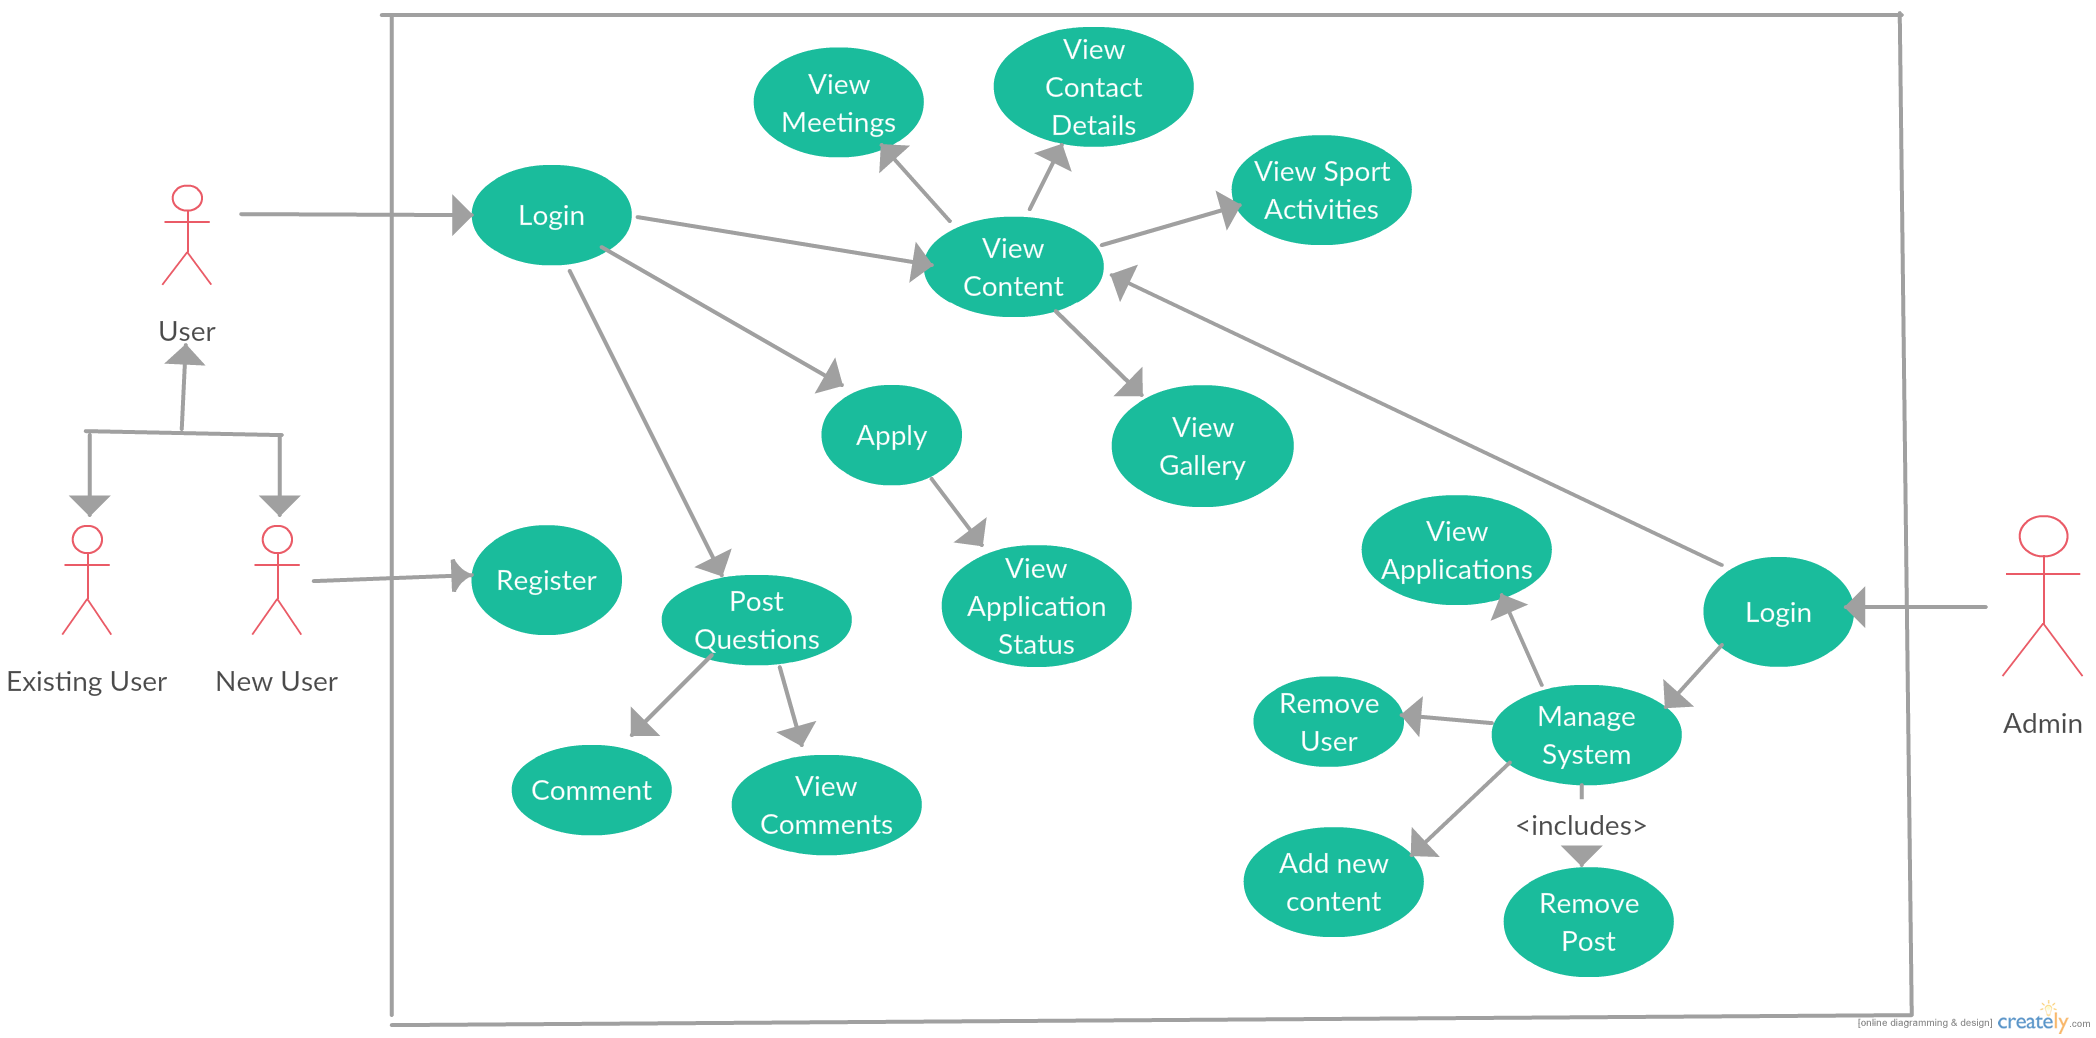 View
Meetings
View
Contact
Details
View Sport
Activities
Login
View
Content
User
Apply
View
Gallery
View
Applications
Register
View
Application
Status
Post
Questions
Login
Existing User
New User
Remove
User
Manage
System
Admin
Comment
View
Comments
<includes>
Add new
content
Remove
Post
[online diagramming & design] creately.com